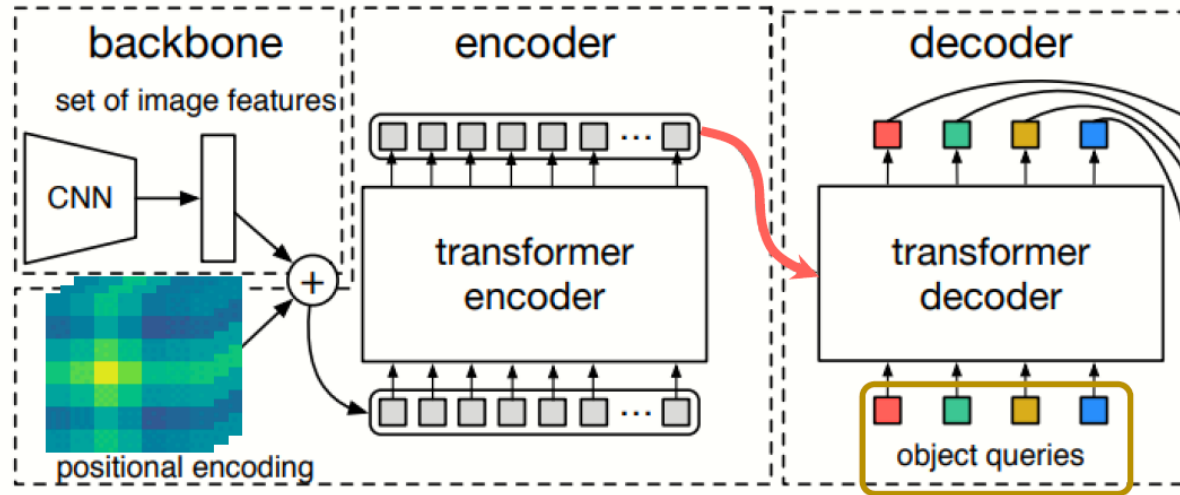 backbone
set of image features
CNN
+
positional encoding
encoder
...
transformer
encoder
...
decoder
transformer
decoder
object queries